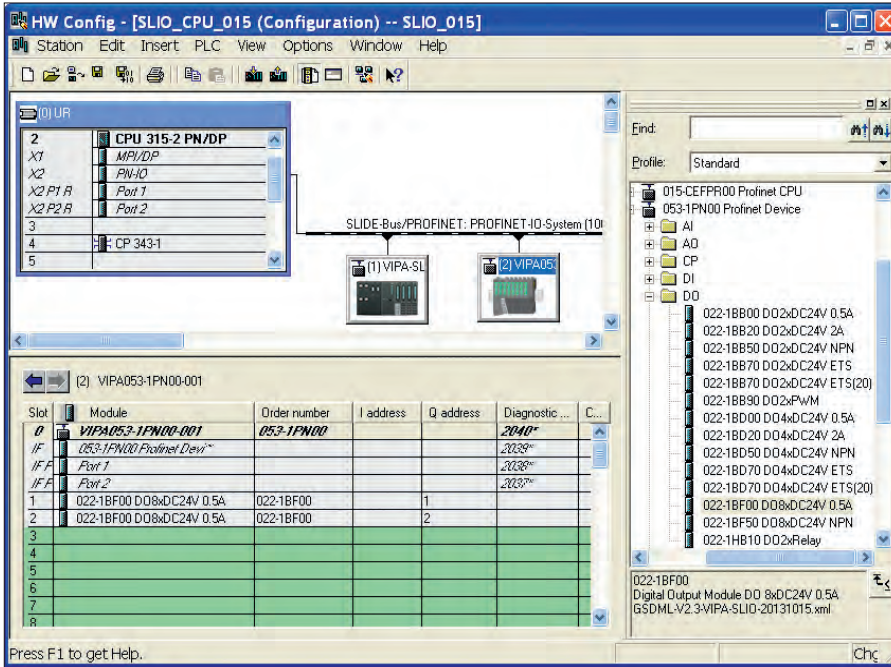 HW Config - [SLIO_CPU_015 (Configuration) -- SLIO_015]
Station Edit Insert PLC View Options Window Help
(0) UR
2 CPU 315-2 PN/DP
X1 MPI/DP
X2 PN-IO
X2 P1 R Port 1
X2 P2 R Port 2
3
4 CP 343-1
5
SLIDE-Bus/PROFINET: PROFINET-IO-System (10
(1) VIPA-SL
(2) VIPA05
(2) VIPA053-1PN00-001
Slot Module Order number I address Q address Diagnostic ... C...
0 VIPA053-1PN00-001 053-1PN00 2040*
IF 053-1PN00 Profinet Devi~ 2039*
IF F Port 1 2038*
IF F Port 2 2037*
1 022-1BF00 DO8xDC24V 0.5A 022-1BF00 1
2 022-1BF00 DO8xDC24V 0.5A 022-1BF00 2
3
4
5
6
7
8
Find:
Profile: Standard
015-CEFPR00 Profinet CPU
053-1PN00 Profinet Device
AI
AO
CP
DI
DO
022-1BB00 DO2xDC24V 0.5A
022-1BB20 DO2xDC24V 2A
022-1BB50 DO2xDC24V NPN
022-1BB70 DO2xDC24V ETS
022-1BB70 DO2xDC24V ETS(20)
022-1BB90 DO2xPWM
022-1BD00 DO4xDC24V 0.5A
022-1BD20 DO4xDC24V 2A
022-1BD50 DO4xDC24V NPN
022-1BD70 DO4xDC24V ETS
022-1BD70 DO4xDC24V ETS(20)
022-1BF00 DO8xDC24V 0.5A
022-1BF50 DO8xDC24V NPN
022-1HB10 DO2xRelay
022-1BF00
Digital Output Module DO 8xDC24V 0.5A
GSDML-V2.3-VIPA-SLIO-20131015.xml
Press F1 to get Help.
Chg